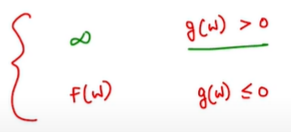 ∞ g(w) > 0
f(w) g(w) ≤ 0